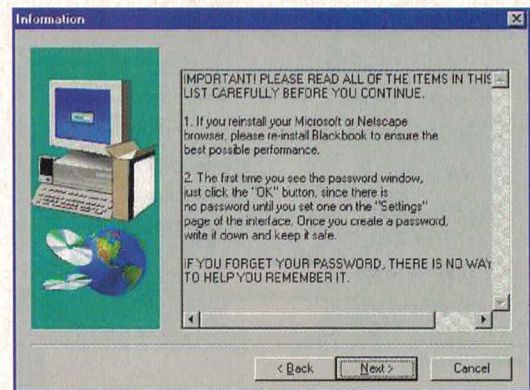 Information
IMPORTANT! PLEASE READ ALL OF THE ITEMS IN THIS
LIST CAREFULLY BEFORE YOU CONTINUE.
1. If you reinstall your Microsoft or Netscape
browser, please re-install Blackbook to ensure the
best possible performance.
2. The first time you see the password window,
just click the "OK" button, since there is
no password until you set one on the "Settings"
page of the interface. Once you create a password,
write it down and keep it safe.
IF YOU FORGET YOUR PASSWORD, THERE IS NO WAY
TO HELP YOU REMEMBER IT.
< Back Next > Cancel